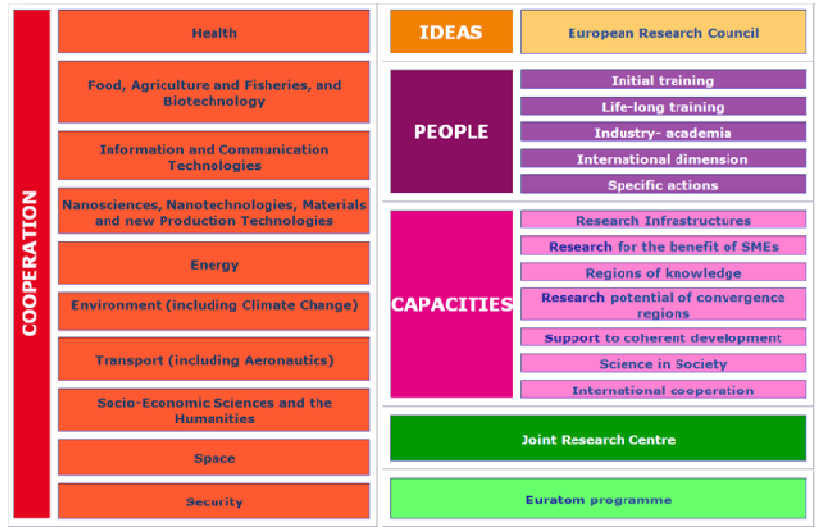 COOPERATION
Health
Food, Agriculture and Fisheries, and
Biotechnology
Information and Communication
Technologies
Nanosciences, Nanotechnologies, Materials
and new Production Technologies
Energy
Environment (including Climate Change)
Transport (including Aeronautics)
Socio-Economic Sciences and the
Humanities
Space
Security
IDEAS
European Research Council
PEOPLE
Initial training
Life-long training
Industry- academia
International dimension
Specific actions
CAPACITIES
Research Infrastructures
Research for the benefit of SMEs
Regions of knowledge
Research potential of convergence
regions
Support to coherent development
Science in Society
International cooperation
Joint Research Centre
Euratom programme